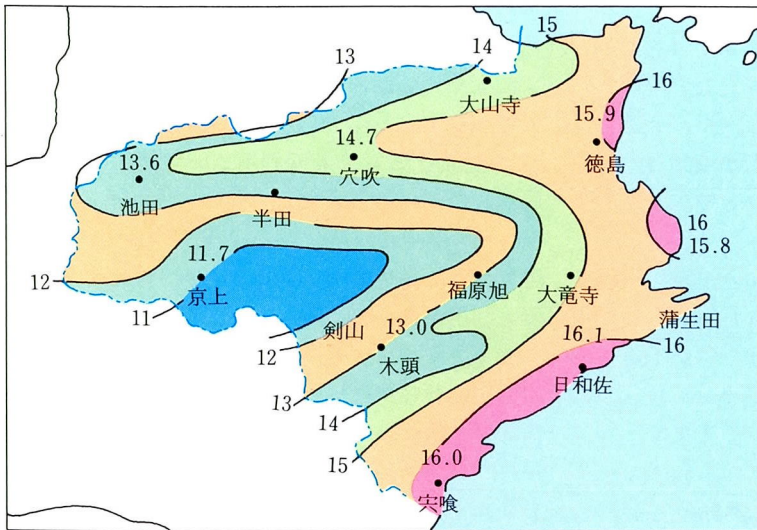 15
14
13
16
大山寺
15.9
14.7
徳島
13.6
穴吹
池田
半田
16
11.7
15.8
12
京上
福原旭
大竜寺
11
蒲生田
剣山
13.0
16.1
16
12
木頭
日和佐
13
14
15
16.0
宍喰